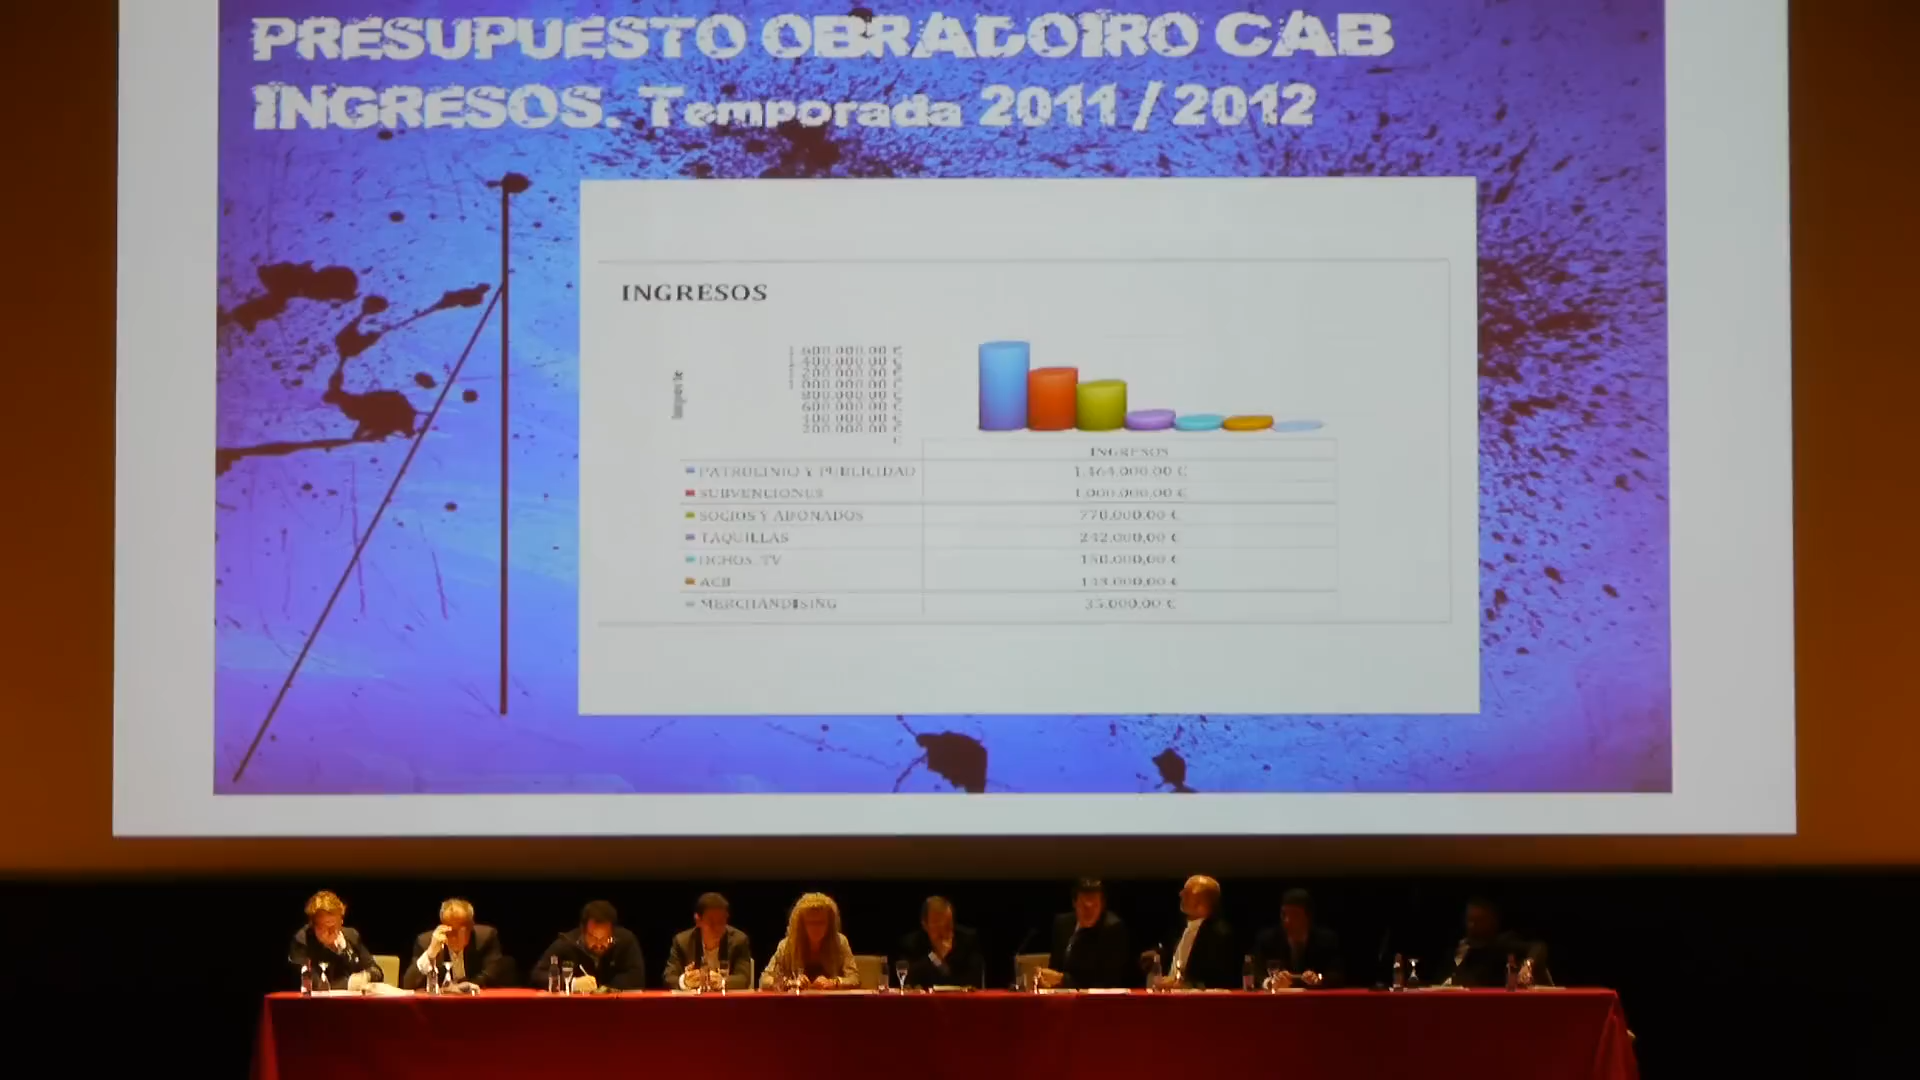 PRESUPUESTO OBRADOIRO CAB
INGRESOS. Temporada 2011 / 2012
INGRESOS
Importe
INGRESOS
PATROCINIO Y PUBLICIDAD 1.464.000,00 €
SUBVENCIONES 1.000.000,00 €
SOCIOS Y ABONADOS 770.000,00 €
TAQUILLAS 242.000,00 €
DCHOS. TV
ACB 143.000,00 €
MERCHANDISING 35.000,00 €